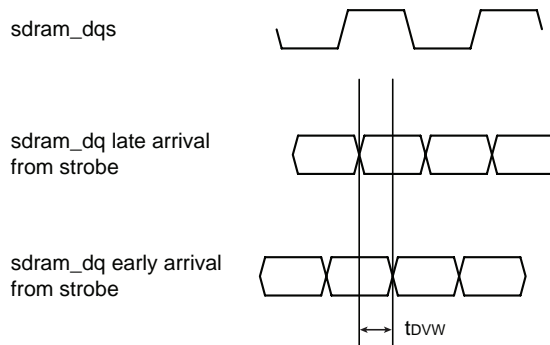 sdram_dqs
sdram_dq late arrival
from strobe
sdram_dq early arrival
from strobe
tDVW